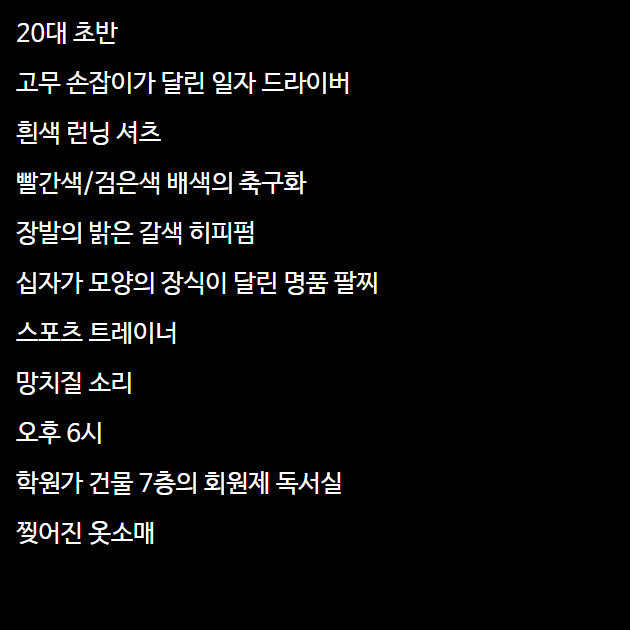 20대 초반
고무 손잡이가 달린 일자 드라이버
흰색 런닝 셔츠
빨간색/검은색 배색의 축구화
장발의 밝은 갈색 히피펌
십자가 모양의 장식이 달린 명품 팔찌
스포츠 트레이너
망치질 소리
오후 6시
학원가 건물 7층의 회원제 독서실
찢어진 옷소매